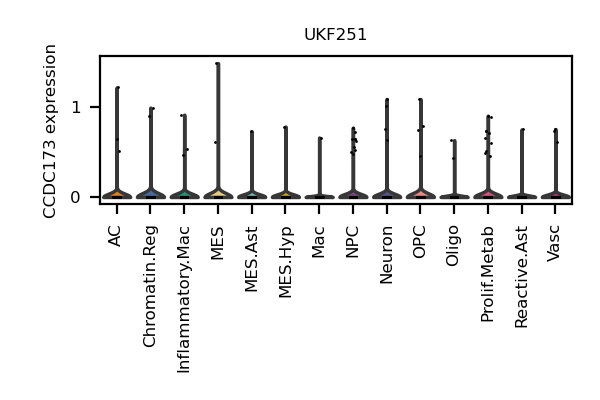 UKF251
CCDC173 expression
1
0
AC
Chromatin.Reg
Inflammatory.Mac
MES
MES.Ast
MES.Hyp
Mac
NPC
Neuron
OPC
Oligo
Prolif.Metab
Reactive.Ast
Vasc